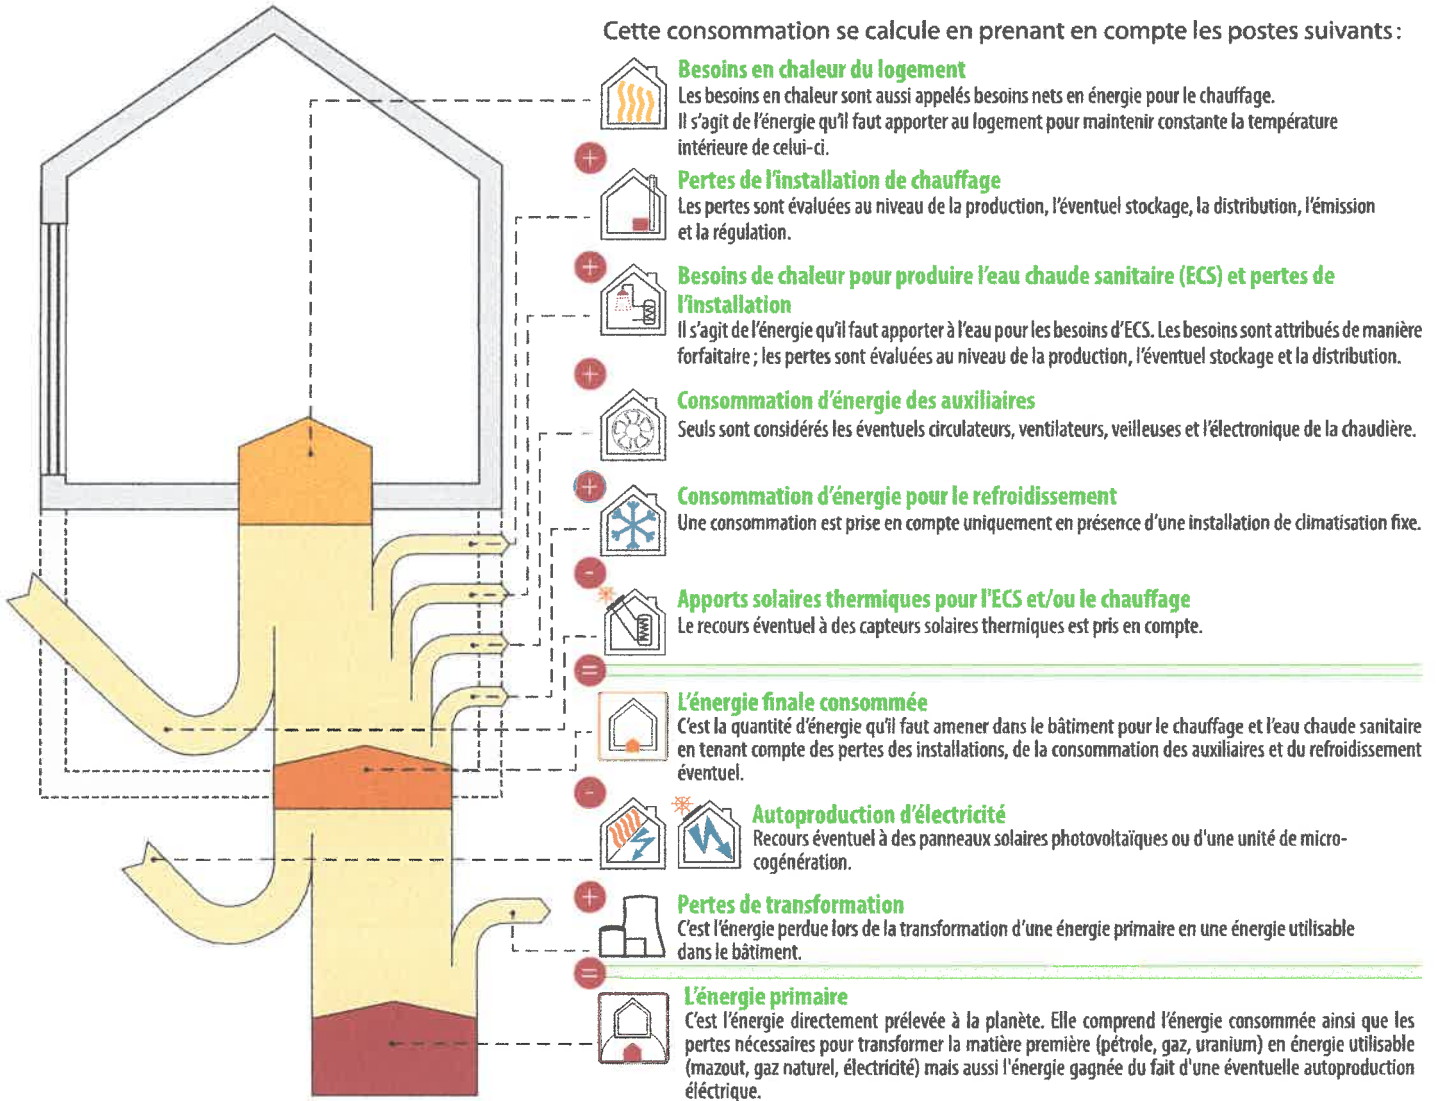 Cette consommation se calcule en prenant en compte les postes suivants :
Besoins en chaleur du logement
Les besoins en chaleur sont aussi appelés besoins nets en énergie pour le chauffage.
Il s'agit de l'énergie qu'il faut apporter au logement pour maintenir constante la température
intérieure de celui-ci.
+
Pertes de l'installation de chauffage
Les pertes sont évaluées au niveau de la production, l'éventuel stockage, la distribution, l'émission
et la régulation.
+
Besoins de chaleur pour produire l'eau chaude sanitaire (ECS) et pertes de
l'installation
Il s'agit de l'énergie qu'il faut apporter à l'eau pour les besoins d'ECS. Les besoins sont attribués de manière
forfaitaire ; les pertes sont évaluées au niveau de la production, l'éventuel stockage et la distribution.
+
Consommation d'énergie des auxiliaires
Seuls sont considérés les éventuels circulateurs, ventilateurs, veilleuses et l'électronique de la chaudière.
+
Consommation d'énergie pour le refroidissement
Une consommation est prise en compte uniquement en présence d'une installation de climatisation fixe.
-
Apports solaires thermiques pour l'ECS et/ou le chauffage
Le recours éventuel à des capteurs solaires thermiques est pris en compte.
=
L'énergie finale consommée
C'est la quantité d'énergie qu'il faut amener dans le bâtiment pour le chauffage et l'eau chaude sanitaire
en tenant compte des pertes des installations, de la consommation des auxiliaires et du refroidissement
éventuel.
-
Autoproduction d'électricité
Recours éventuel à des panneaux solaires photovoltaïques ou d'une unité de micro-
cogénération.
+
Pertes de transformation
C'est l'énergie perdue lors de la transformation d'une énergie primaire en une énergie utilisable
dans le bâtiment.
=
L'énergie primaire
C'est l'énergie directement prélevée à la planète. Elle comprend l'énergie consommée ainsi que les
pertes nécessaires pour transformer la matière première (pétrole, gaz, uranium) en énergie utilisable
(mazout, gaz naturel, électricité) mais aussi l'énergie gagnée du fait d'une éventuelle autoproduction
éléctrique.